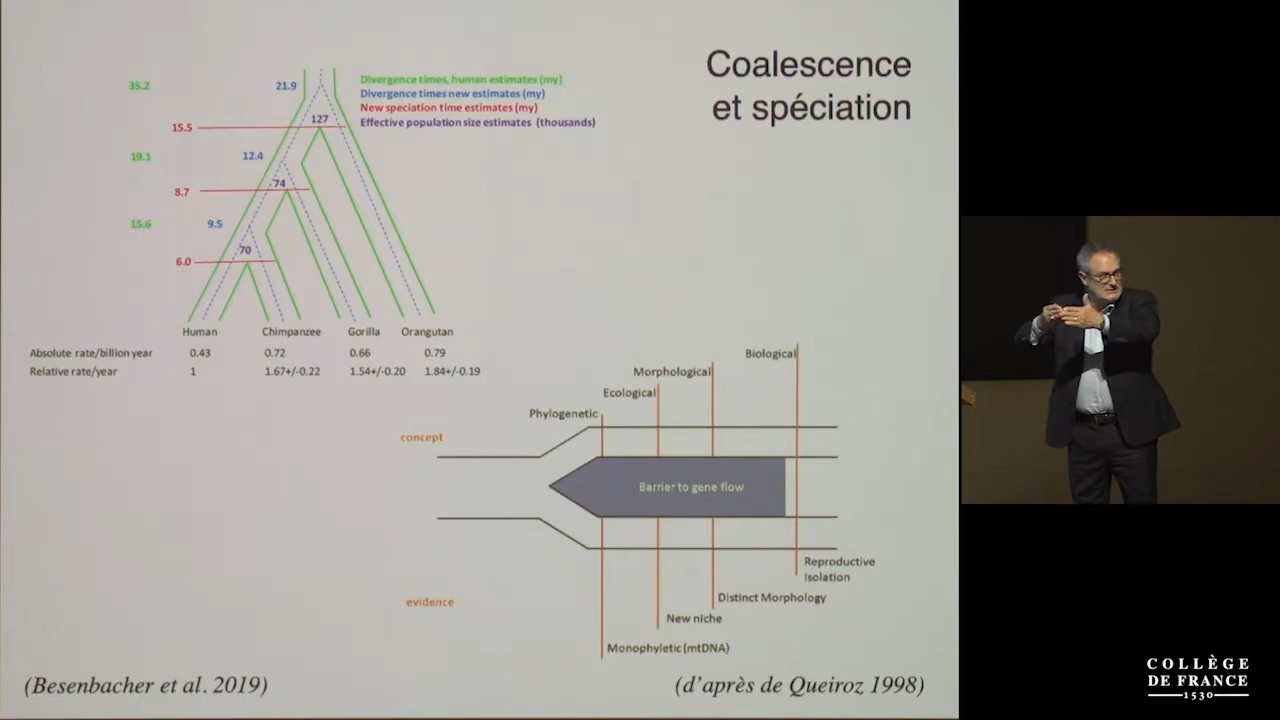 Coalescence
et spéciation
35.2
21.9
Divergence times, human estimates (my)
Divergence times new estimates (my)
New speciation time estimates (my)
Effective population size estimates (thousands)
15.5
127
19.1
12.4
8.7
74
15.6
9.5
6.0
70
Human Chimpanzee Gorilla Orangutan
Absolute rate/billion year 0.43 0.72 0.66 0.79
Relative rate/year 1 1.67+/-0.22 1.54+/-0.20 1.84+/-0.19
Biological
Morphological
Ecological
Phylogenetic
concept
Barrier to gene flow
Reproductive
Isolation
evidence
Distinct Morphology
New niche
Monophyletic (mtDNA)
(Besenbacher et al. 2019)
(d'après de Queiroz 1998)
COLLÈGE
DE FRANCE
1530